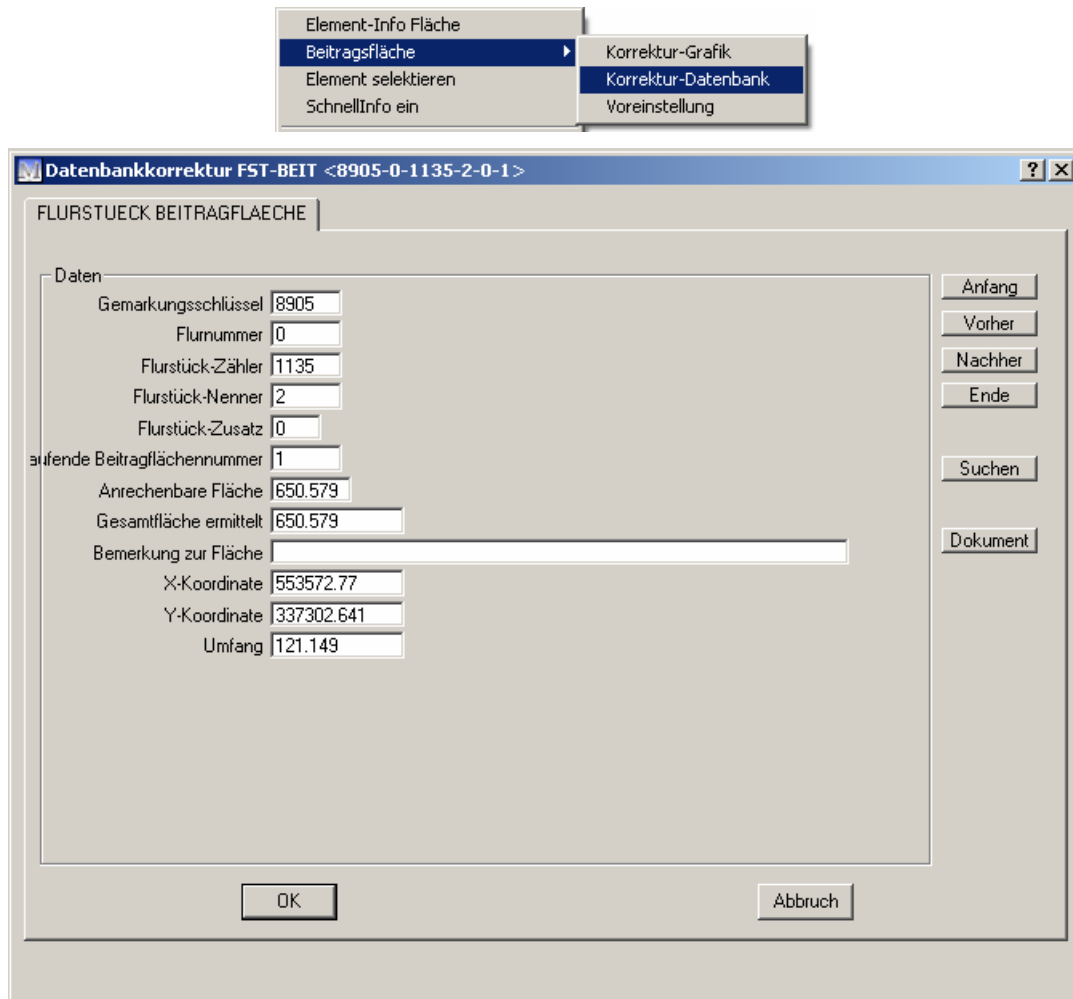 Element-Info Fläche
Beitragsfläche
Korrektur-Grafik
Element selektieren
Korrektur-Datenbank
SchnellInfo ein
Voreinstellung
Datenbankkorrektur FST-BEIT <8905-0-1135-2-0-1>
FLURSTUECK BEITRAGFLAECHE
Daten
Gemarkungsschlüssel 8905
Anfang
Flurnummer 0
Vorher
Flurstück-Zähler 1135
Nachher
Flurstück-Nenner 2
Ende
Flurstück-Zusatz 0
aufende Beitragflächennummer 1
Suchen
Anrechenbare Fläche 650.579
Gesamtfläche ermittelt 650.579
Bemerkung zur Fläche
Dokument
X-Koordinate 553572.77
Y-Koordinate 337302.641
Umfang 121.149
OK
Abbruch